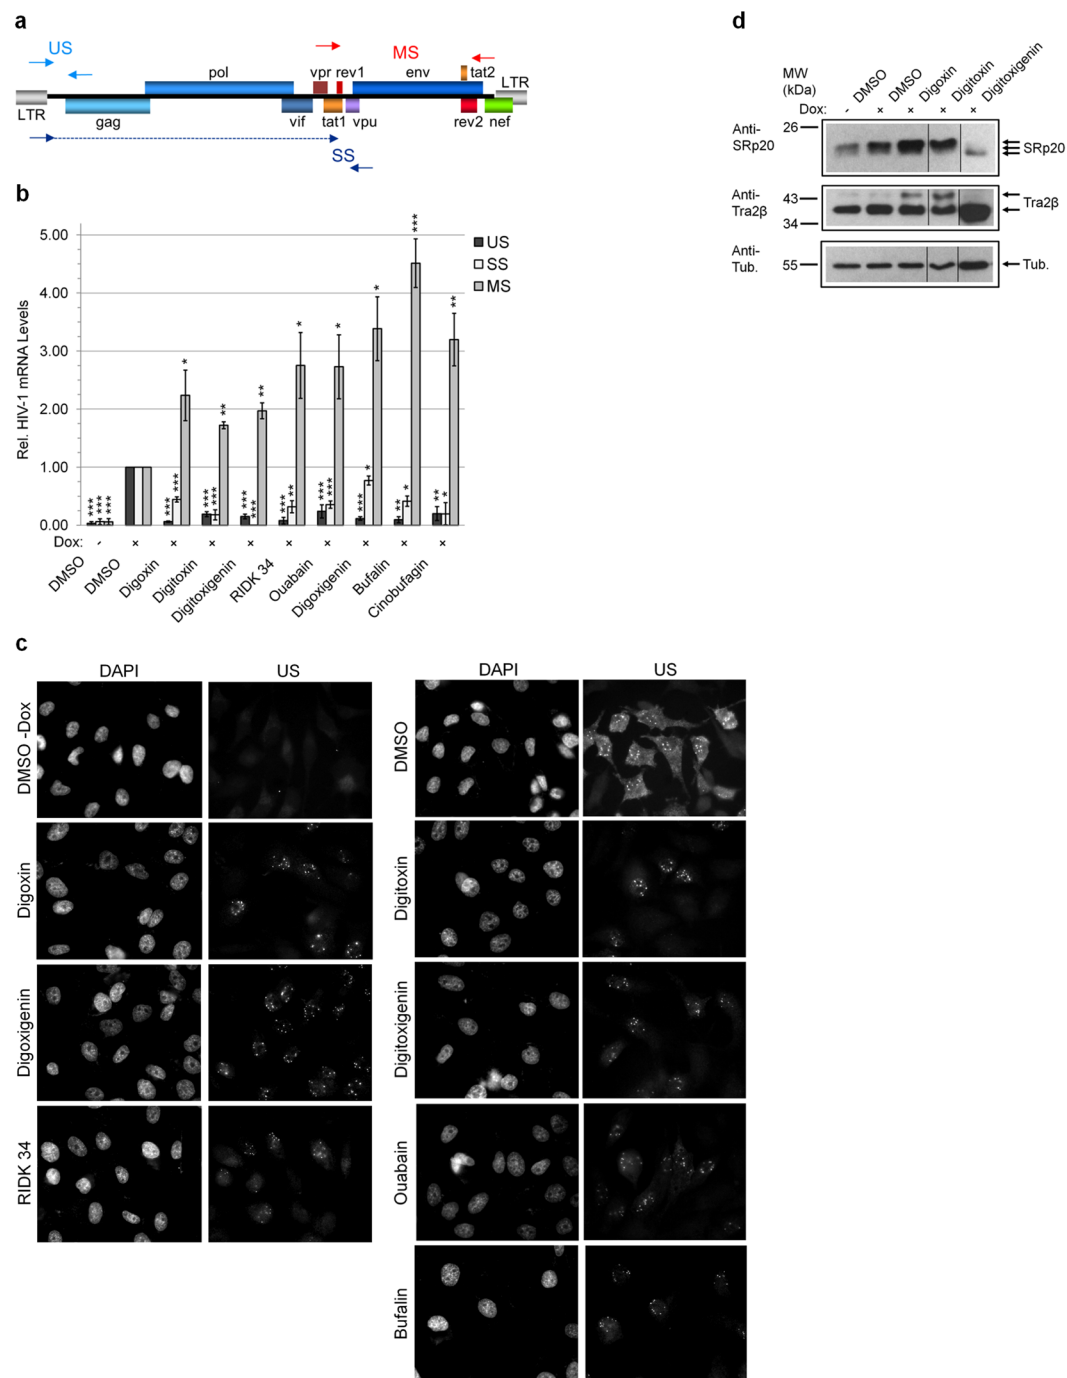 a
US
MS
pol
vpr rev1
env
tat2
LTR
LTR
gag
vif
tat1
vpu
rev2
nef
SS
b
Rel. HIV-1 mRNA Levels
5.00
4.00
3.00
2.00
1.00
0.00
US
SS
MS
*** *** ***
*** *** *
*** *** **
*** *** **
*** ** *
*** *** *
*** * *
** * ***
** * **
Dox: - + + + + + + + + +
DMSO
DMSO
Digoxin
Digitoxin
Digitoxigenin
RIDK 34
Ouabain
Digoxigenin
Bufalin
Cinobufagin
c
DAPI US
DMSO -Dox
Digoxin
Digoxigenin
RIDK 34
DAPI US
DMSO
Digitoxin
Digitoxigenin
Ouabain
Bufalin
d
MW
(kDa)
DMSO
DMSO
Digoxin
Digitoxin
Digitoxigenin
Dox: - + + + +
Anti-
SRp20
26
SRp20
Anti-
Tra2β
43
34
Tra2β
Anti-
Tub.
55
Tub.